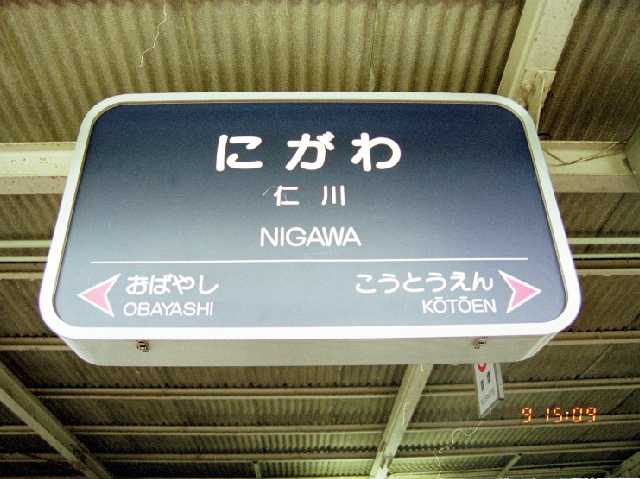 にがわ
仁川
NIGAWA
おばやし
OBAYASHI
こうとうえん
KŌTŌEN
9 15:09